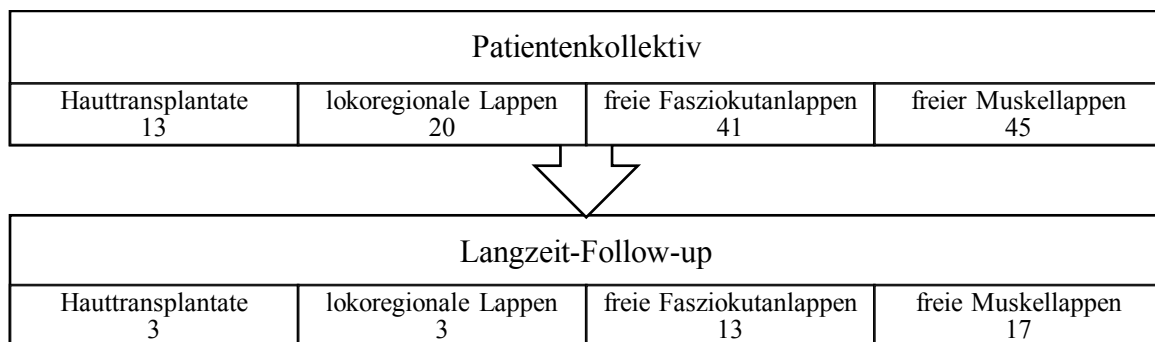 Patientenkollektiv
Hauttransplantate lokoregionale Lappen freie Fasziokutanlappen freier Muskellappen
13 20 41 45
Langzeit-Follow-up
Hauttransplantate lokoregionale Lappen freie Fasziokutanlappen freie Muskellappen
3 3 13 17